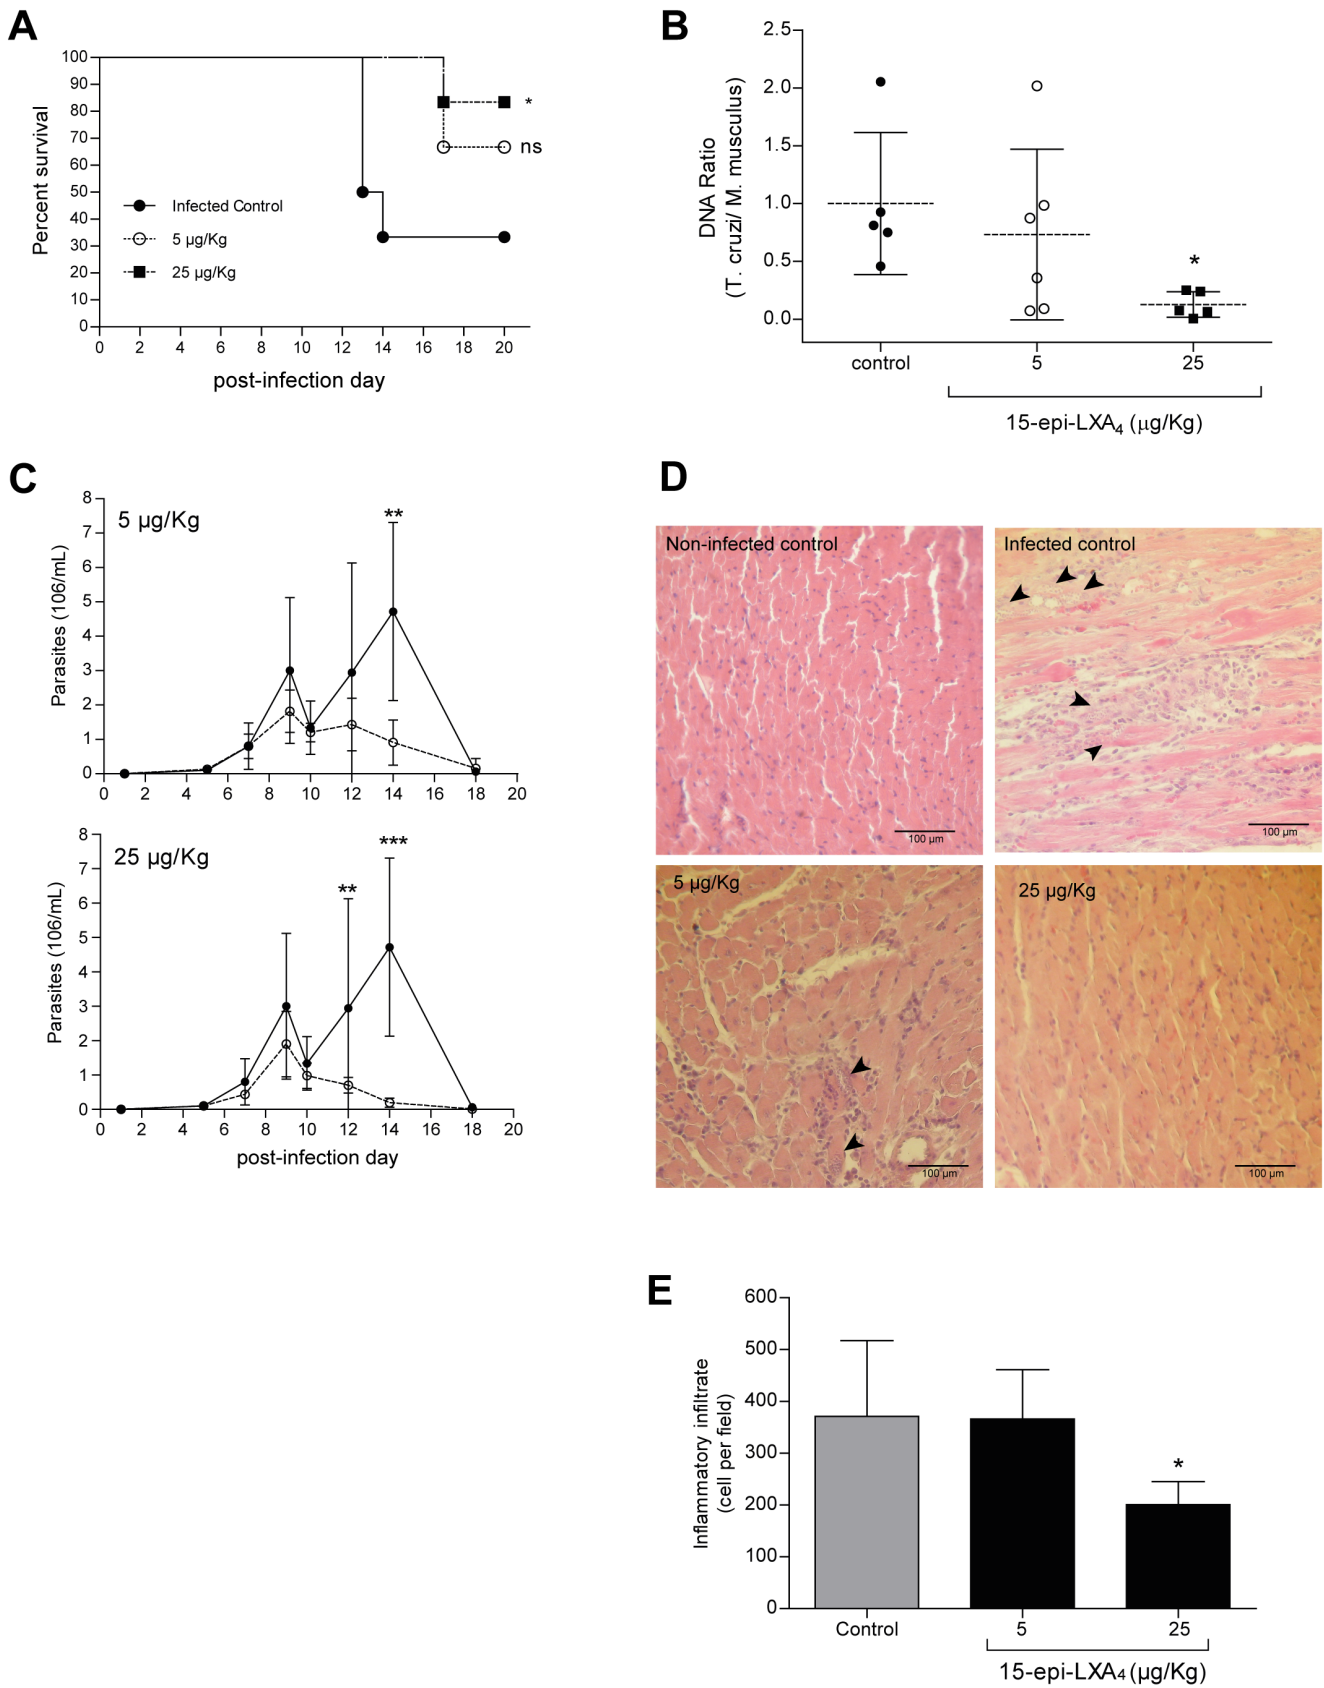 A
100
90
80
70
60
50
40
30
20
10
0
Percent survival
*
ns
Infected Control
5 µg/Kg
25 µg/Kg
0 2 4 6 8 10 12 14 16 18 20
post-infection day
B
2.5
2.0
1.5
1.0
0.5
0.0
DNA Ratio
(T. cruzi/ M. musculus)
*
control 5 25
15-epi-LXA4 (µg/Kg)
C
5 µg/Kg
8
7
6
5
4
3
2
1
0
Parasites (106/mL)
**
0 2 4 6 8 10 12 14 16 18 20
25 µg/Kg
8
7
6
5
4
3
2
1
0
Parasites (106/mL)
**
***
0 2 4 6 8 10 12 14 16 18 20
post-infection day
D
Non-infected control
100 µm
Infected control
100 µm
5 µg/Kg
100 µm
25 µg/Kg
100 µm
E
600
500
400
300
200
100
0
Inflammatory infiltrate
(cell per field)
*
Control 5 25
15-epi-LXA4 (µg/Kg)